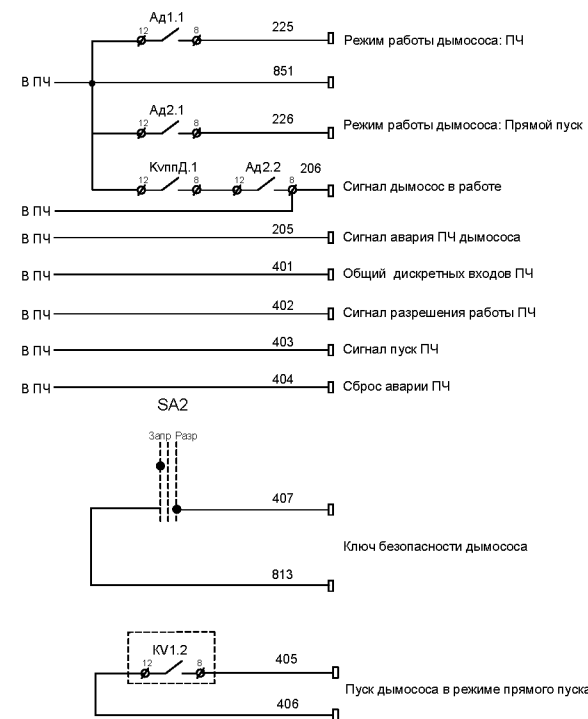 Ад1.1
12 8
225
Режим работы дымососа: ПЧ
В ПЧ
851
Ад2.1
12 8
226
Режим работы дымососа: Прямой пуск
КvппД.1
Ад2.2
12 8 12 8
206
Сигнал дымосос в работе
В ПЧ
В ПЧ
205
Сигнал авария ПЧ дымососа
В ПЧ
401
Общий дискретных входов ПЧ
В ПЧ
402
Сигнал разрешения работы ПЧ
В ПЧ
403
Сигнал пуск ПЧ
В ПЧ
404
Сброс аварии ПЧ
SA2
Запр Разр
407
Ключ безопасности дымососа
813
KV1.2
12 8
405
Пуск дымососа в режиме прямого пуска
406